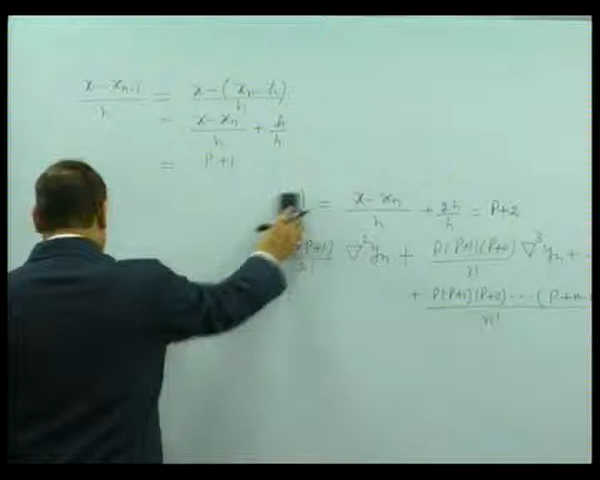 x - x_{n-1} / h = x - (x_n - h) / h
= x - x_n / h + h / h
= P + 1
) = x - x_n / h + 2h / h = P+2
P+1) / 2! ∇²y_n + P(P+1)(P+2) / 3! ∇³y_n + ..
+ P(P+1)(P+2) ... (P+n- / n!